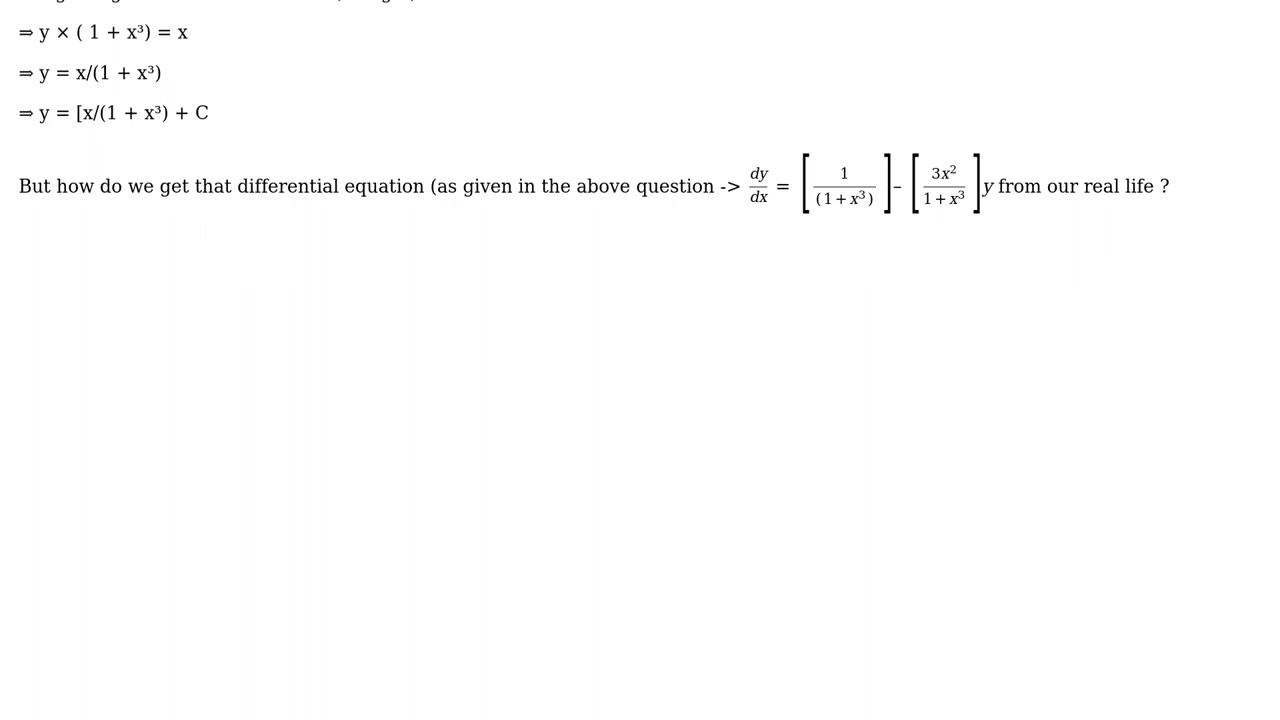 ⇒ y × ( 1 + x³) = x
⇒ y = x/(1 + x³)
⇒ y = [x/(1 + x³) + C
But how do we get that differential equation (as given in the above question -> dy/dx = [1/(1+x³)] – [3x²/1+x³] y from our real life ?